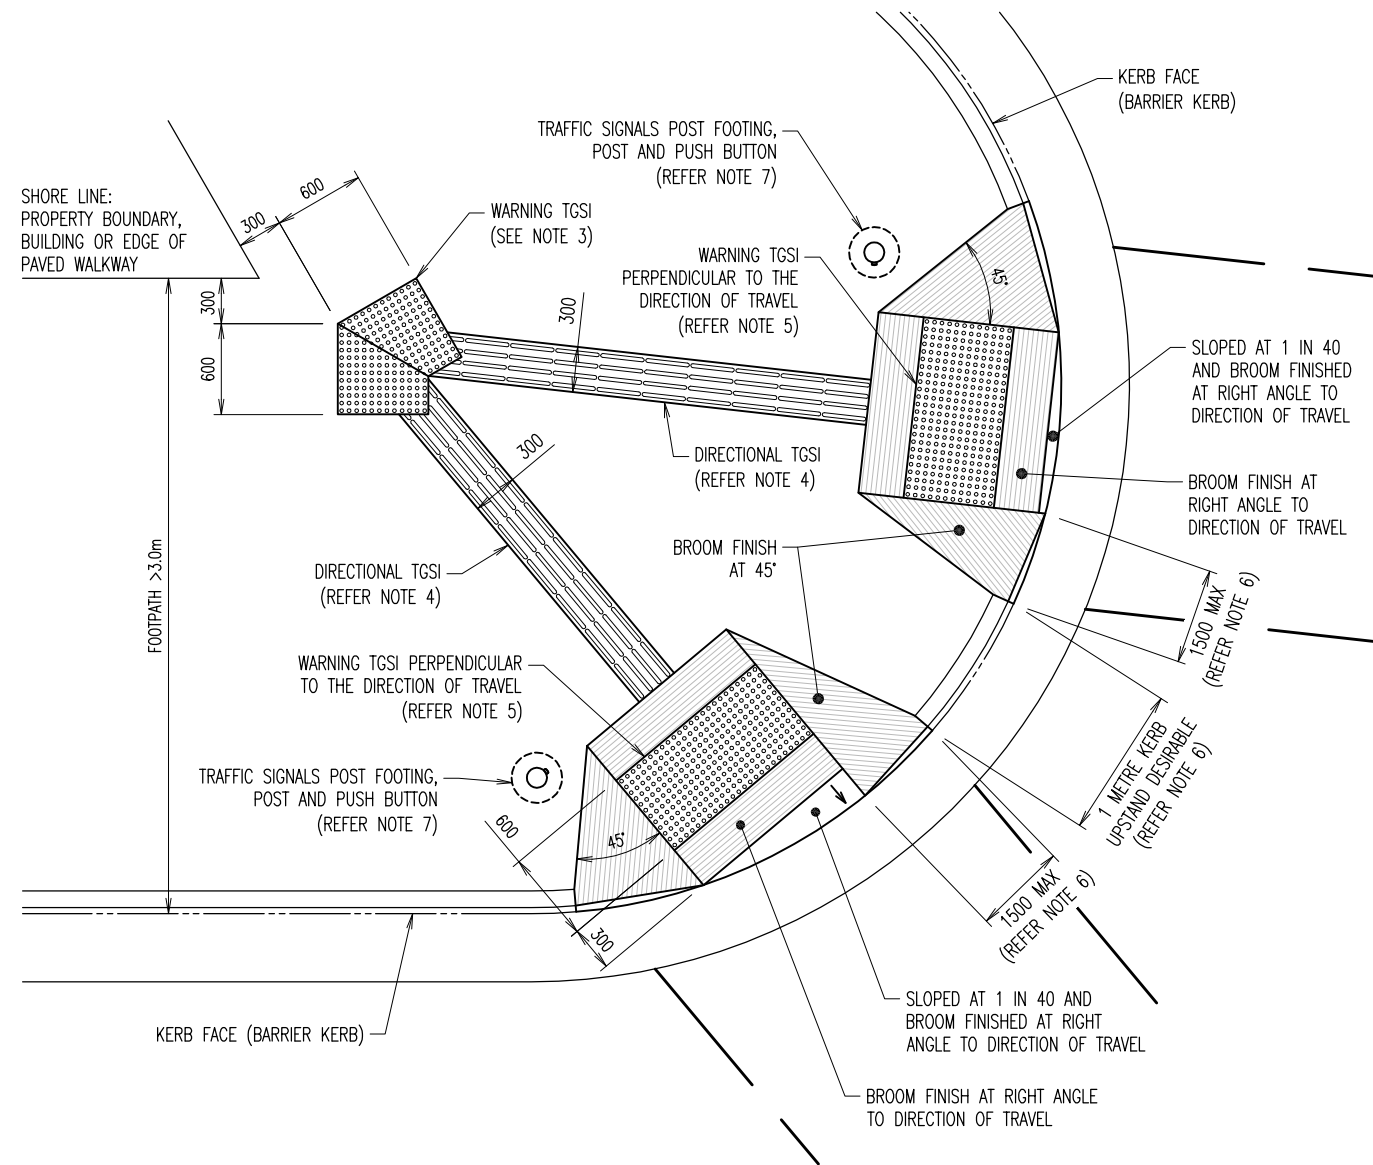 KERB FACE
(BARRIER KERB)
TRAFFIC SIGNALS POST FOOTING,
POST AND PUSH BUTTON
(REFER NOTE 7)
SHORE LINE:
PROPERTY BOUNDARY,
BUILDING OR EDGE OF
PAVED WALKWAY
600
300
WARNING TGSI
(SEE NOTE 3)
WARNING TGSI
PERPENDICULAR TO THE
DIRECTION OF TRAVEL
(REFER NOTE 5)
45°
300
600
300
SLOPED AT 1 IN 40
AND BROOM FINISHED
AT RIGHT ANGLE TO
DIRECTION OF TRAVEL
DIRECTIONAL TGSI
(REFER NOTE 4)
300
BROOM FINISH AT
RIGHT ANGLE TO
DIRECTION OF TRAVEL
BROOM FINISH
AT 45°
FOOTPATH >3.0m
DIRECTIONAL TGSI
(REFER NOTE 4)
1500 MAX
(REFER NOTE 6)
WARNING TGSI PERPENDICULAR
TO THE DIRECTION OF TRAVEL
(REFER NOTE 5)
1 METRE KERB
UPSTAND DESIRABLE
(REFER NOTE 6)
TRAFFIC SIGNALS POST FOOTING,
POST AND PUSH BUTTON
(REFER NOTE 7)
600
45°
300
1500 MAX
(REFER NOTE 6)
KERB FACE (BARRIER KERB)
SLOPED AT 1 IN 40 AND
BROOM FINISHED AT RIGHT
ANGLE TO DIRECTION OF TRAVEL
BROOM FINISH AT RIGHT ANGLE
TO DIRECTION OF TRAVEL